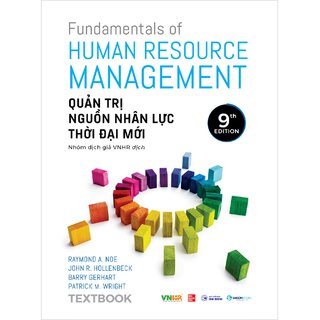 Fundamentals of
HUMAN RESOURCE
MANAGEMENT
QUẢN TRỊ
NGUỒN NHÂN LỰC
THỜI ĐẠI MỚI
9th
EDITION
Nhóm dịch giả VNHR dịch
RAYMOND A. NOE
JOHN R. HOLLENBECK
BARRY GERHART
PATRICK M. WRIGHT
TEXTBOOK
VNHR